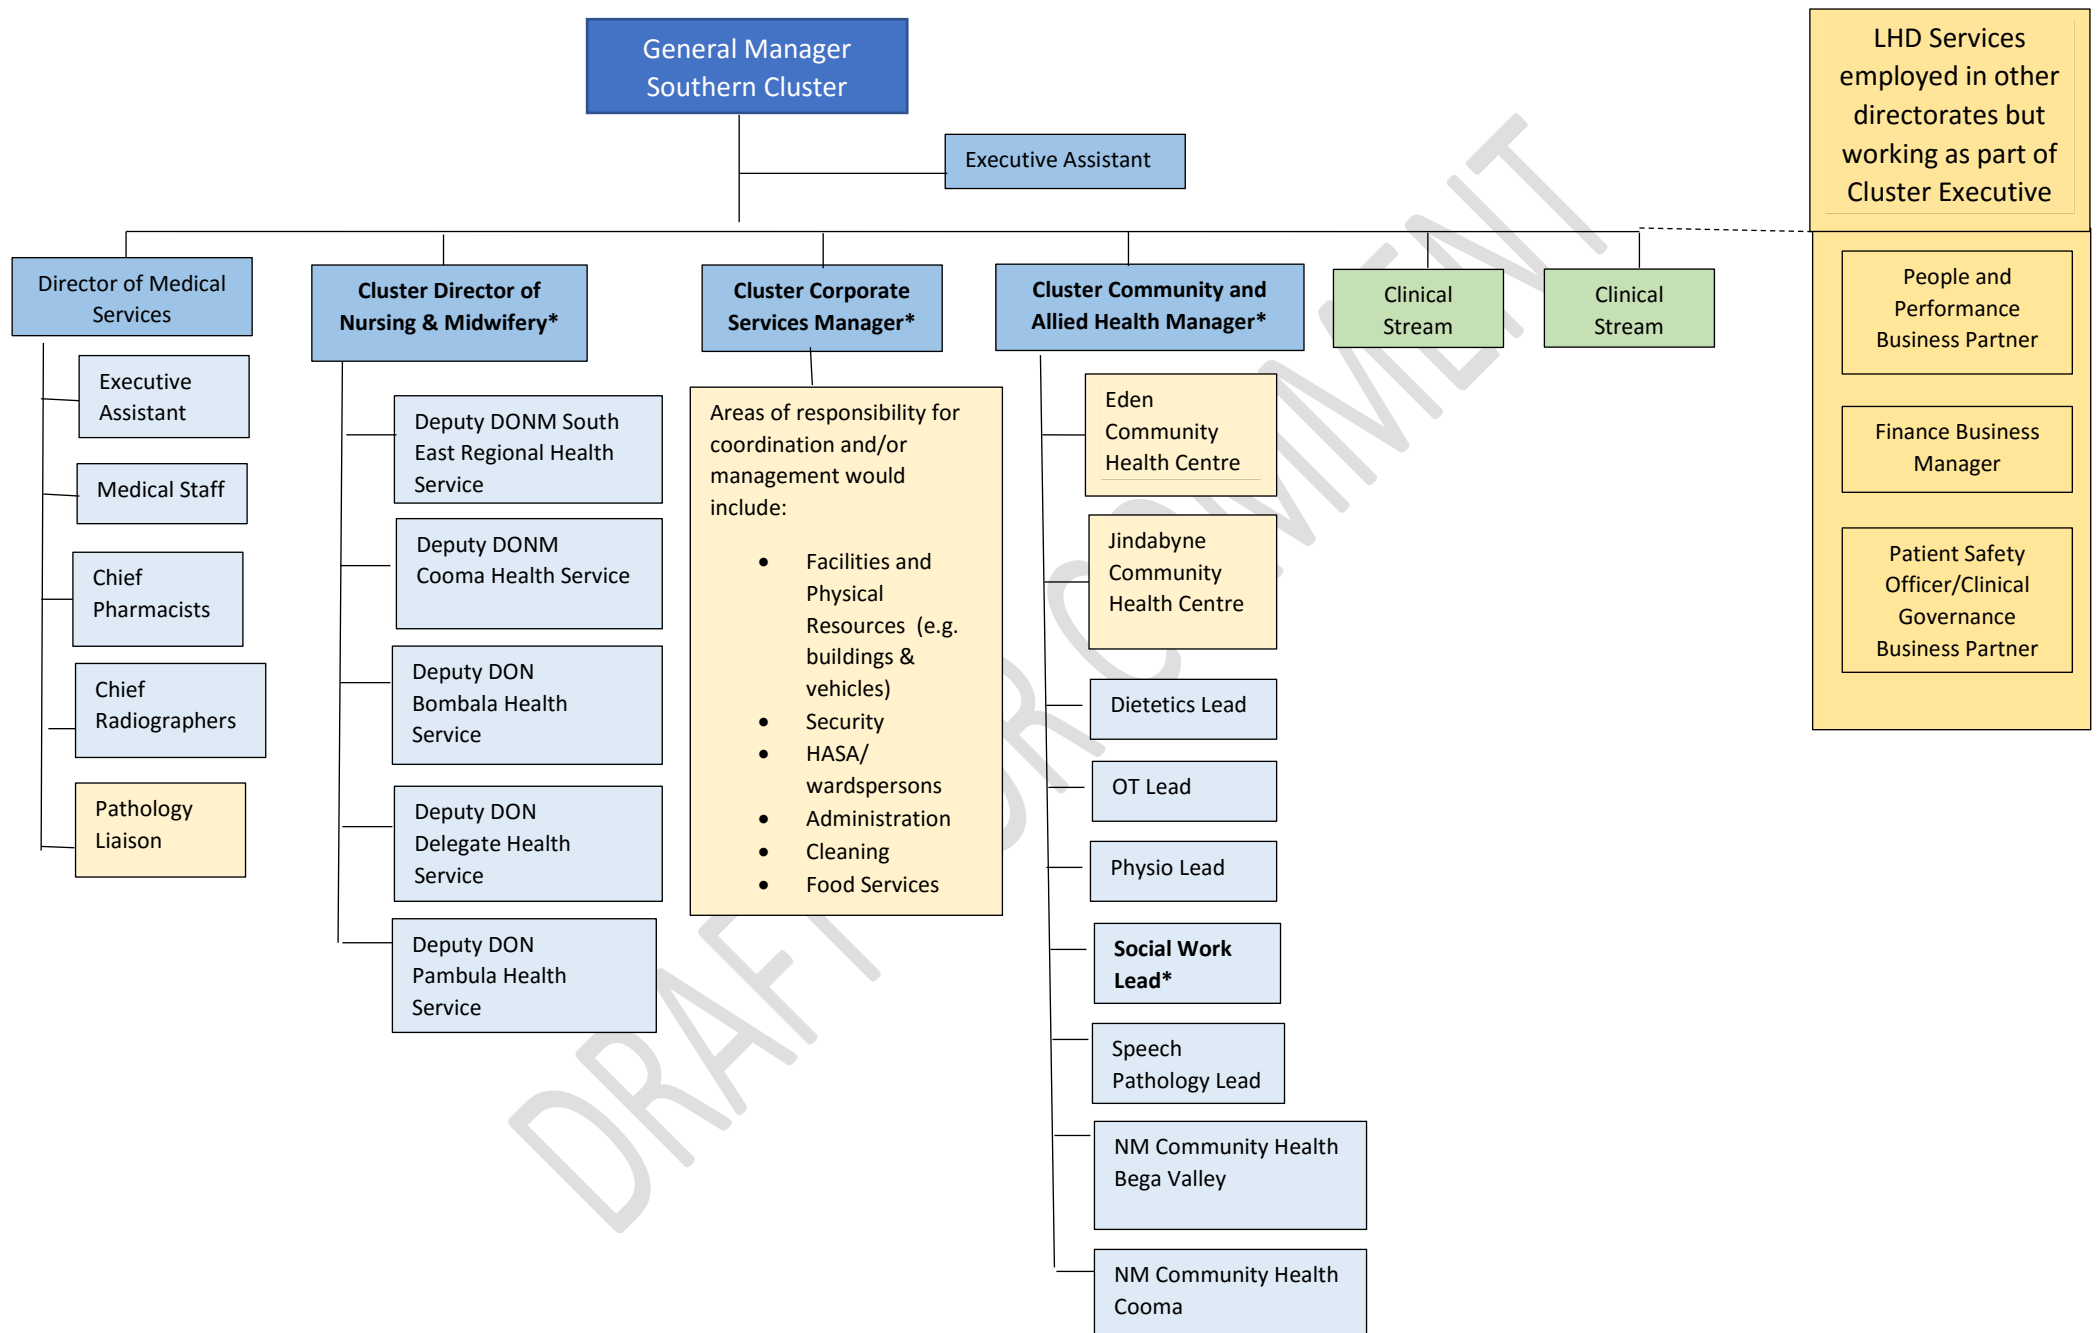 General Manager
Southern Cluster
LHD Services
employed in other
directorates but
working as part of
Cluster Executive
Executive Assistant
Director of Medical
Services
Cluster Director of
Nursing & Midwifery*
Cluster Corporate
Services Manager*
Cluster Community and
Allied Health Manager*
Clinical
Stream
Clinical
Stream
People and
Performance
Business Partner
Finance Business
Manager
Patient Safety
Officer/Clinical
Governance
Business Partner
Executive
Assistant
Medical Staff
Chief
Pharmacists
Chief
Radiographers
Pathology
Liaison
Deputy DONM South
East Regional Health
Service
Deputy DONM
Cooma Health Service
Deputy DON
Bombala Health
Service
Deputy DON
Delegate Health
Service
Deputy DON
Pambula Health
Service
Areas of responsibility for
coordination and/or
management would
include:
• Facilities and
Physical
Resources (e.g.
buildings &
vehicles)
• Security
• HASA/
wardspersons
• Administration
• Cleaning
• Food Services
Eden
Community
Health Centre
Jindabyne
Community
Health Centre
Dietetics Lead
OT Lead
Physio Lead
Social Work
Lead*
Speech
Pathology Lead
NM Community Health
Bega Valley
NM Community Health
Cooma
DRAFT FOR COMMENT